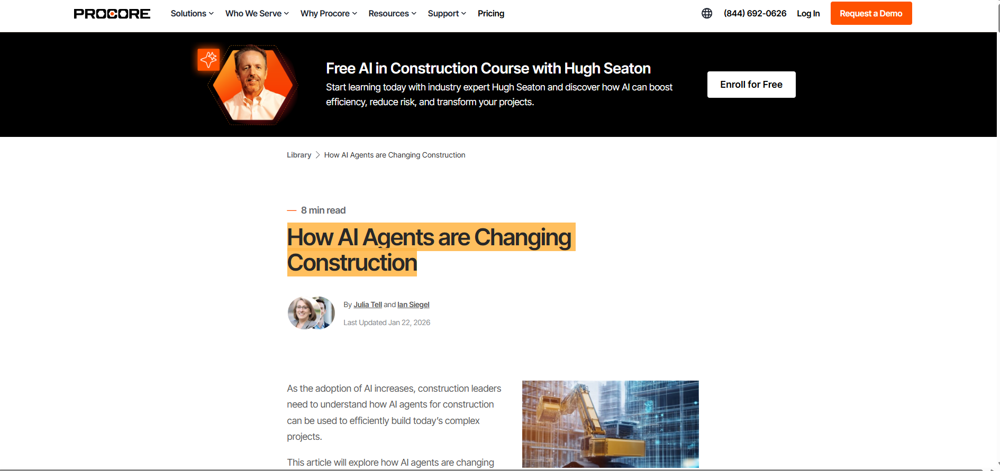 PROCORE
Solutions
Who We Serve
Why Procore
Resources
Support
Pricing
(844) 692-0626
Log In
Request a Demo
Free AI in Construction Course with Hugh Seaton
Start learning today with industry expert Hugh Seaton and discover how AI can boost
efficiency, reduce risk, and transform your projects.
Enroll for Free
Library
How AI Agents are Changing Construction
8 min read
How AI Agents are Changing
Construction
By Julia Tell and Ian Siegel
Last Updated Jan 22, 2026
As the adoption of AI increases, construction leaders
need to understand how AI agents for construction
can be used to efficiently build today’s complex
projects.
This article will explore how AI agents are changing